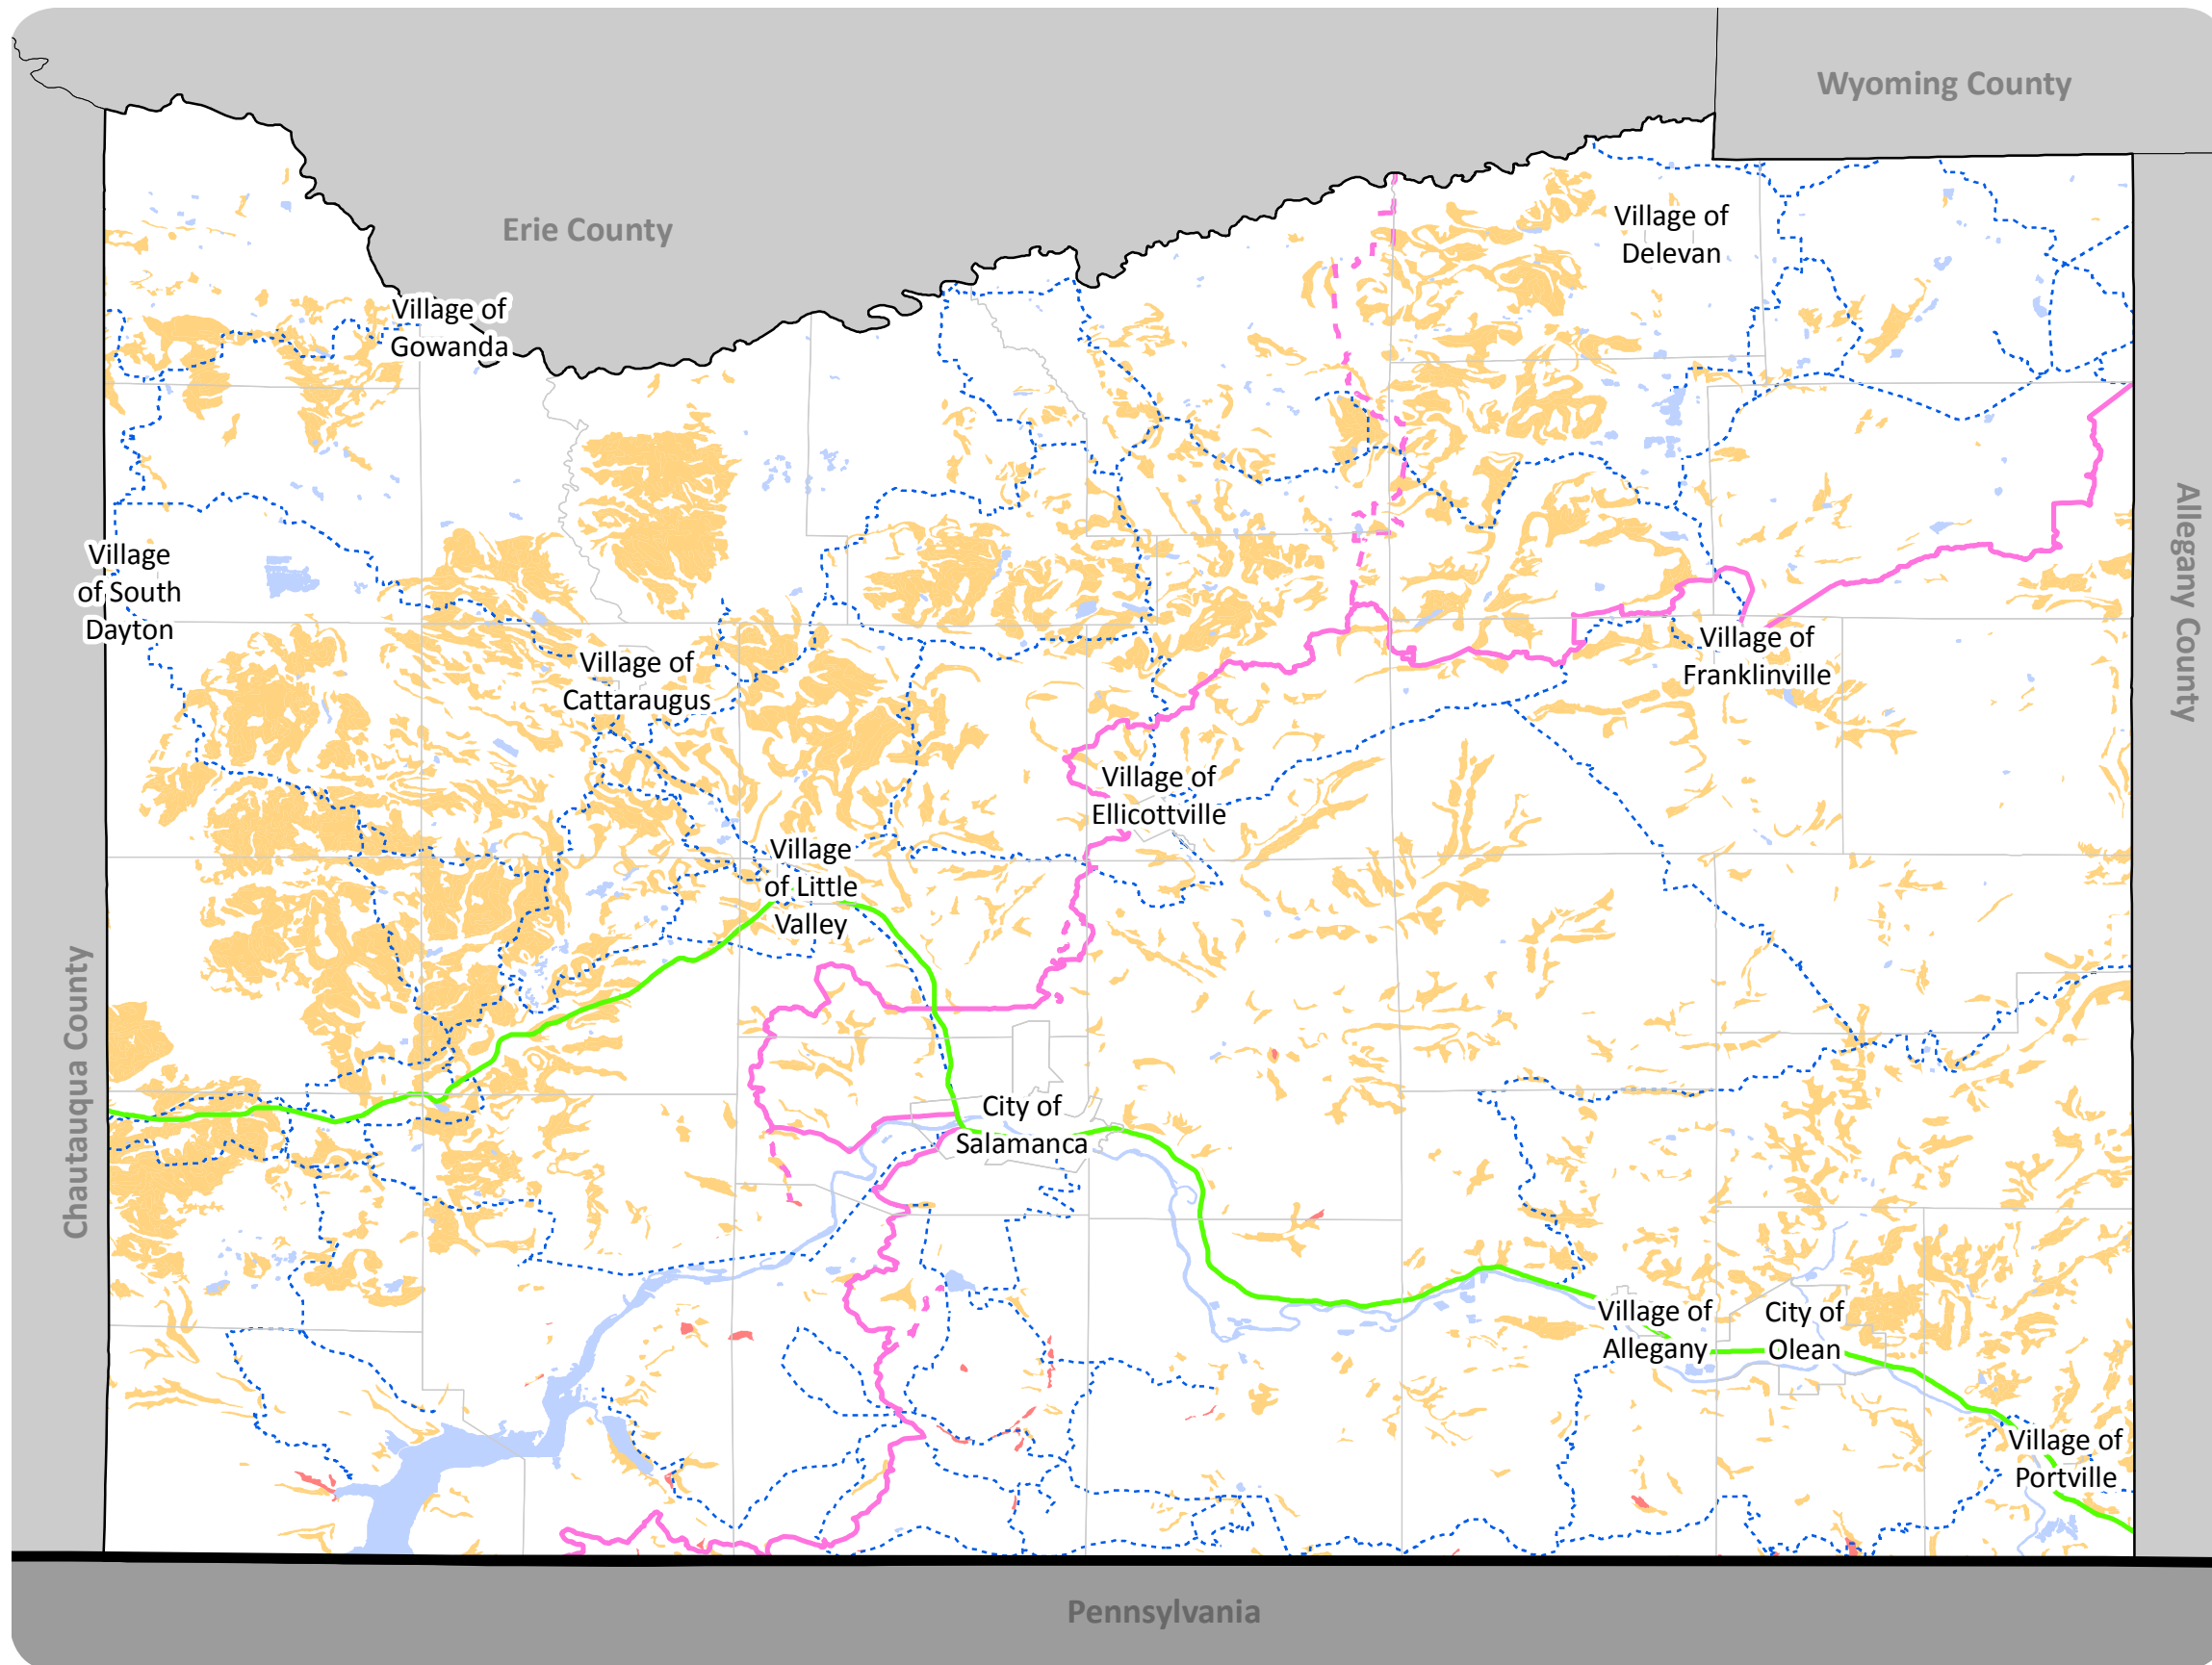 Wyoming County
Erie County
Village of
Delevan
Village of
Gowanda
Allegany County
Village
of South
Dayton
Village of
Cattaraugus
Village of
Franklinville
Village of
Ellicottville
Village
of Little
Valley
Chautauqua County
City of
Salamanca
Village of
Allegany
City of
Olean
Village of
Portville
Pennsylvania